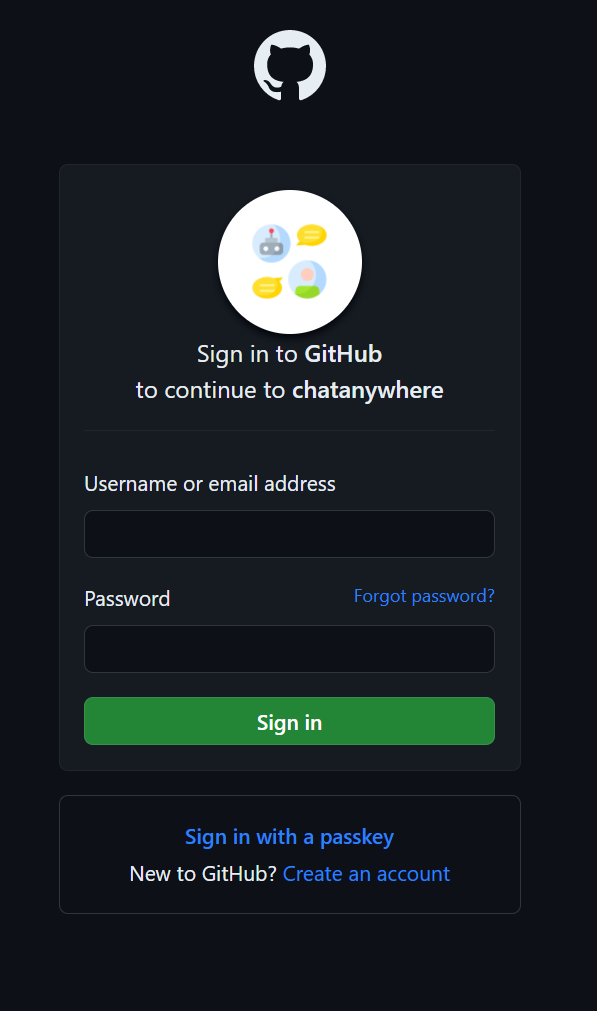 Sign in to GitHub
to continue to chatanywhere
Username or email address
Password
Forgot password?
Sign in
Sign in with a passkey
New to GitHub? Create an account